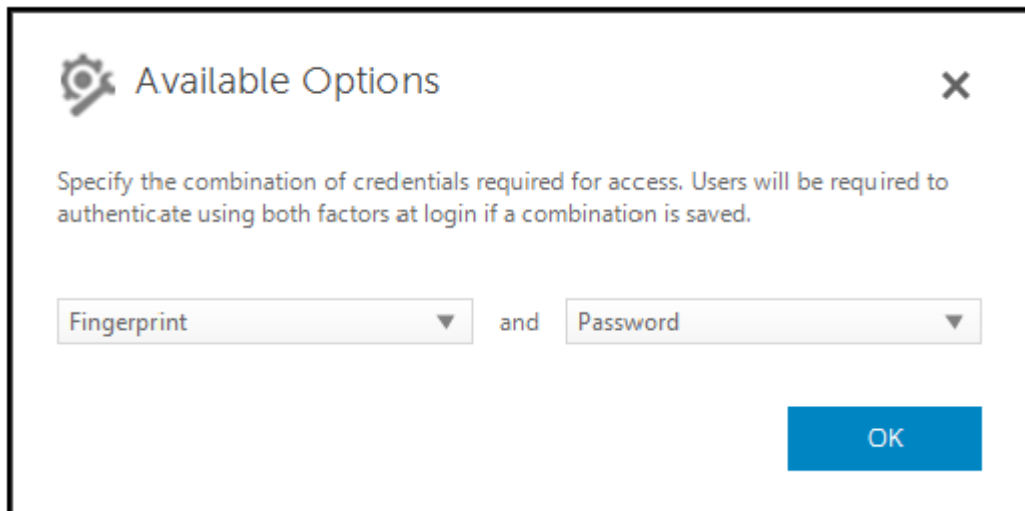 Available Options
Specify the combination of credentials required for access. Users will be required to
authenticate using both factors at login if a combination is saved.
Fingerprint and Password
OK